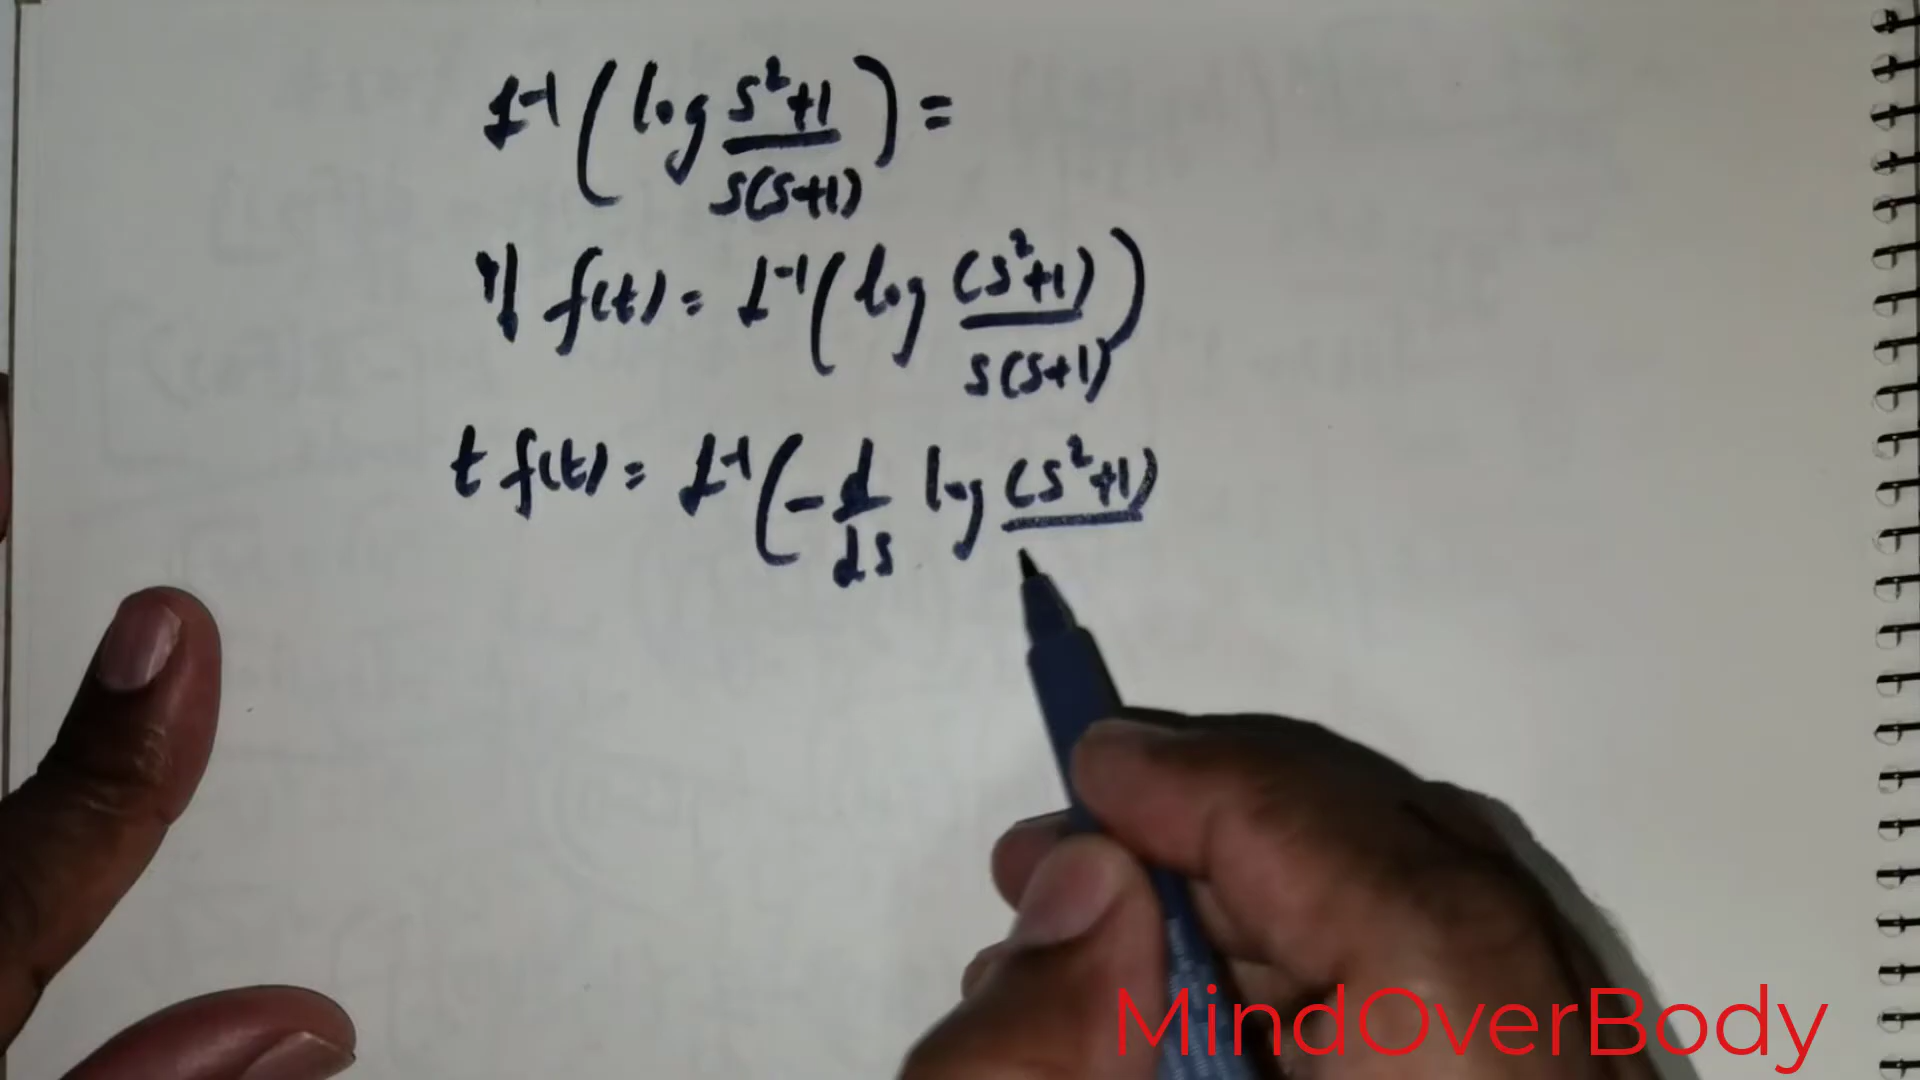 L⁻¹ ( log s²+1 / s(s+1) ) =
If f(t) = L⁻¹ ( log (s²+1) / s(s+1) )
t f(t) = L⁻¹ ( - d/ds log (s²+1)
MindOverBody